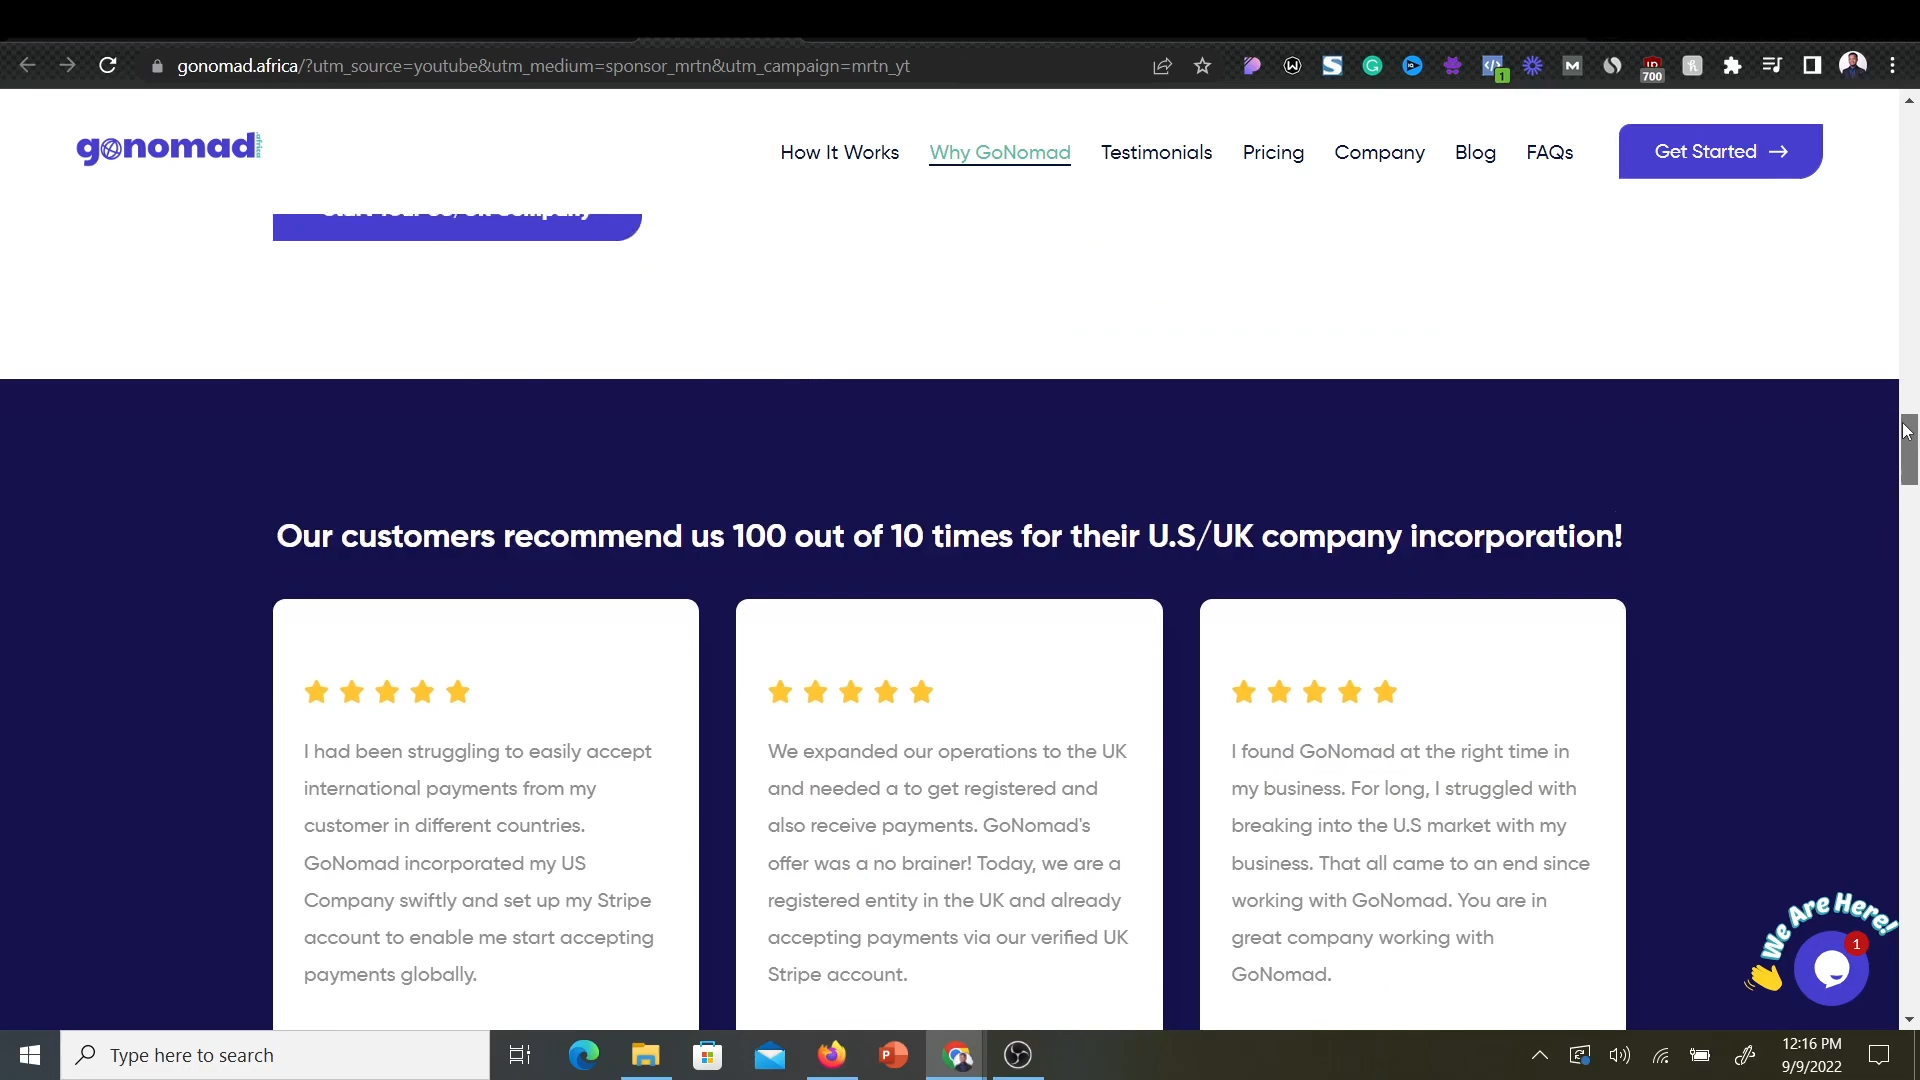 gonomad.africa/?utm_source=youtube&utm_medium=sponsor_mrtn&utm_campaign=mrtn_yt
1
700
gonomad
africa
How It Works
Why GoNomad
Testimonials
Pricing
Company
Blog
FAQs
Get Started →
Start Your US/UK Company
Our customers recommend us 100 out of 10 times for their U.S/UK company incorporation!
I had been struggling to easily accept
international payments from my
customer in different countries.
GoNomad incorporated my US
Company swiftly and set up my Stripe
account to enable me start accepting
payments globally.
We expanded our operations to the UK
and needed a to get registered and
also receive payments. GoNomad's
offer was a no brainer! Today, we are a
registered entity in the UK and already
accepting payments via our verified UK
Stripe account.
I found GoNomad at the right time in
my business. For long, I struggled with
breaking into the U.S market with my
business. That all came to an end since
working with GoNomad. You are in
great company working with
GoNomad.
We Are Here!
1
Type here to search
12:16 PM
9/9/2022